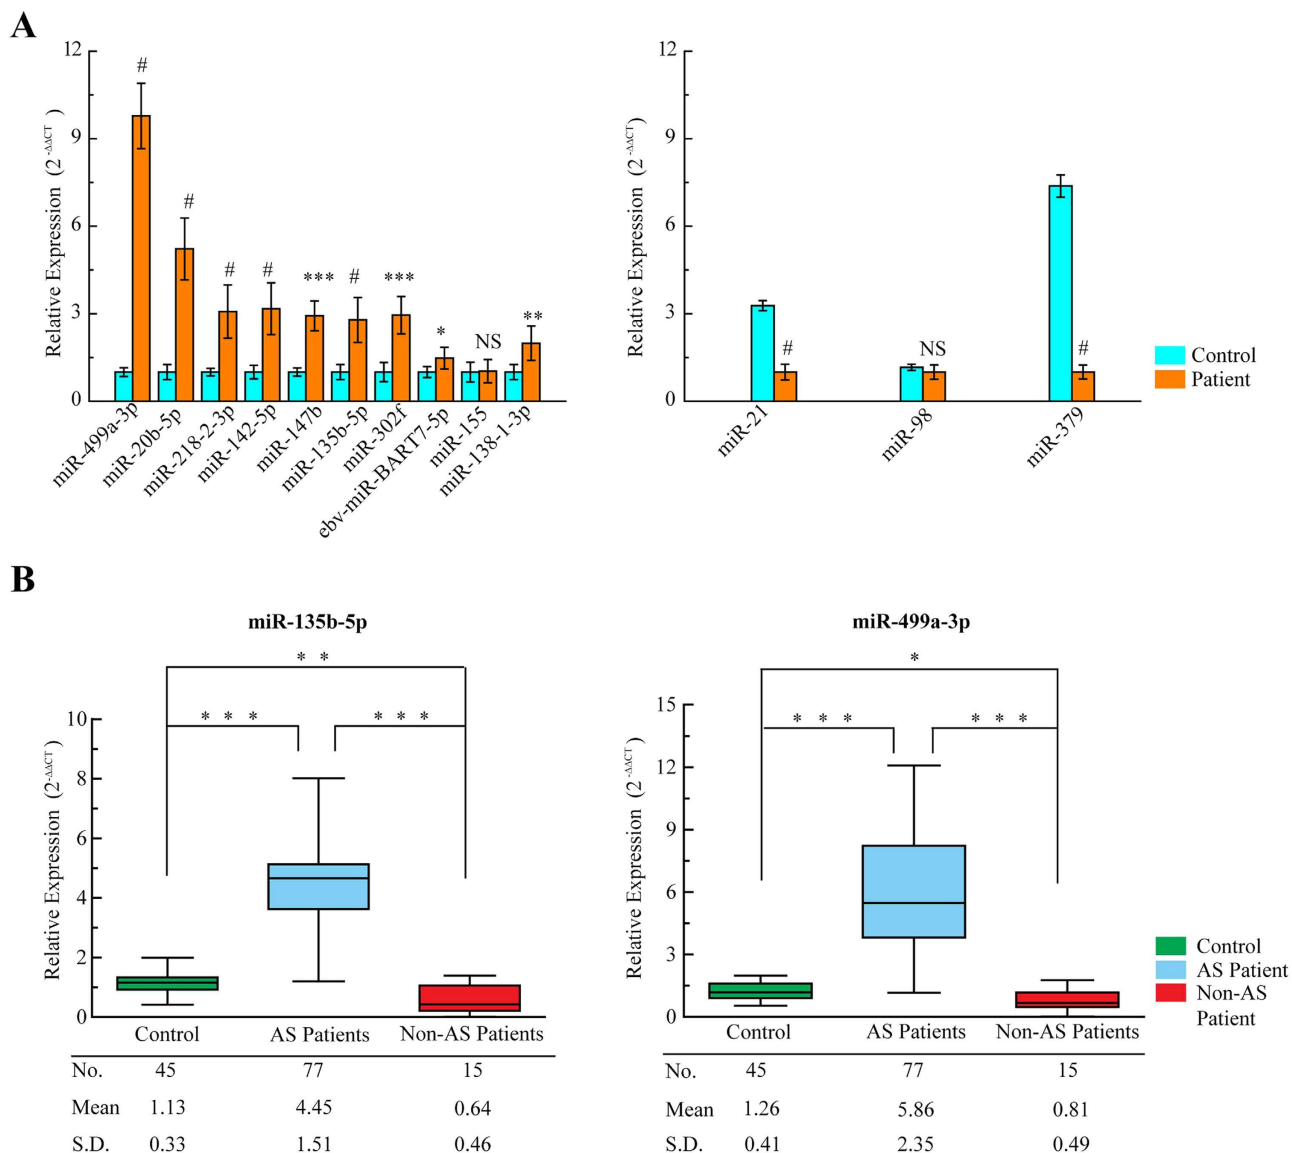 A
Relative Expression (2^-ΔΔCT)
12
9
6
3
0
#
#
#
#
***
#
***
*
NS
**
miR-499a-3p
miR-20b-5p
miR-218-2-3p
miR-142-5p
miR-147b
miR-135b-5p
miR-302f
ebv-miR-BART7-5p
miR-155
miR-138-1-3p
Relative Expression (2^-ΔΔCT)
12
9
6
3
0
#
NS
#
miR-21
miR-98
miR-379
Control
Patient
B
miR-135b-5p
* *
* * *
* * *
Relative Expression (2^-ΔΔCT)
10
8
6
4
2
0
Control
AS Patients
Non-AS Patients
No. 45 77 15
Mean 1.13 4.45 0.64
S.D. 0.33 1.51 0.46
miR-499a-3p
*
* * *
* * *
Relative Expression (2^-ΔΔCT)
15
12
9
6
3
0
Control
AS Patients
Non-AS Patients
No. 45 77 15
Mean 1.26 5.86 0.81
S.D. 0.41 2.35 0.49
Control
AS Patient
Non-AS
Patient